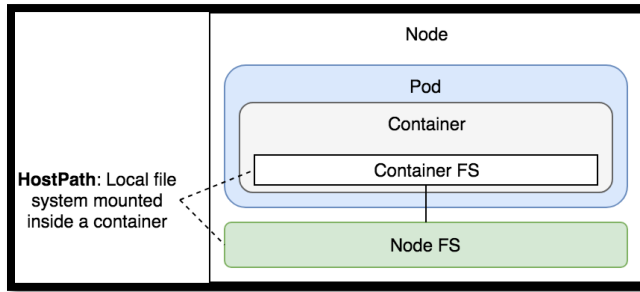 Node
Pod
Container
Container FS
HostPath: Local file
system mounted
inside a container
Node FS